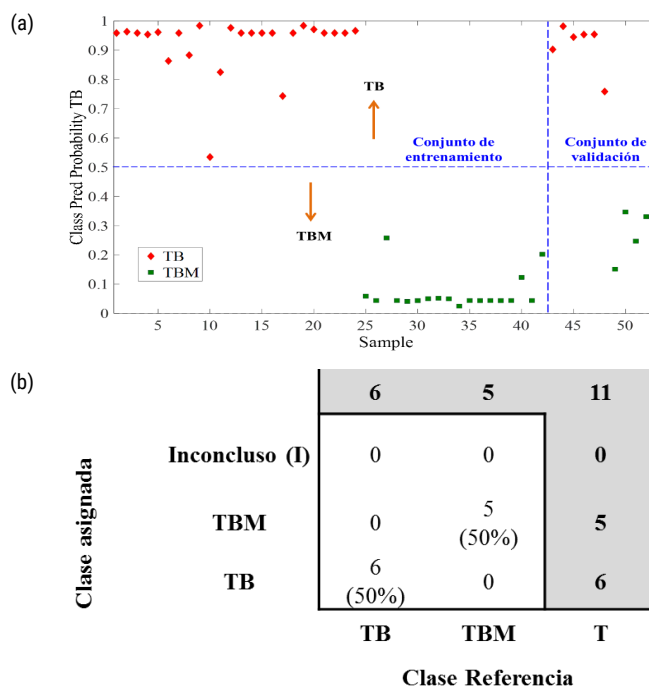 (a)
Class Pred Probability TB
1
0.9
0.8
0.7
0.6
0.5
0.4
0.3
0.2
0.1
0
TB
TBM
Conjunto de
entrenamiento
Conjunto de
validación
TB
TBM
5
10
15
20
25
30
35
40
45
50
Sample
(b)
Clase asignada
6 5 11
Inconcluso (I) 0 0 0
TBM 0 5 (50%) 5
TB 6 (50%) 0 6
TB TBM T
Clase Referencia